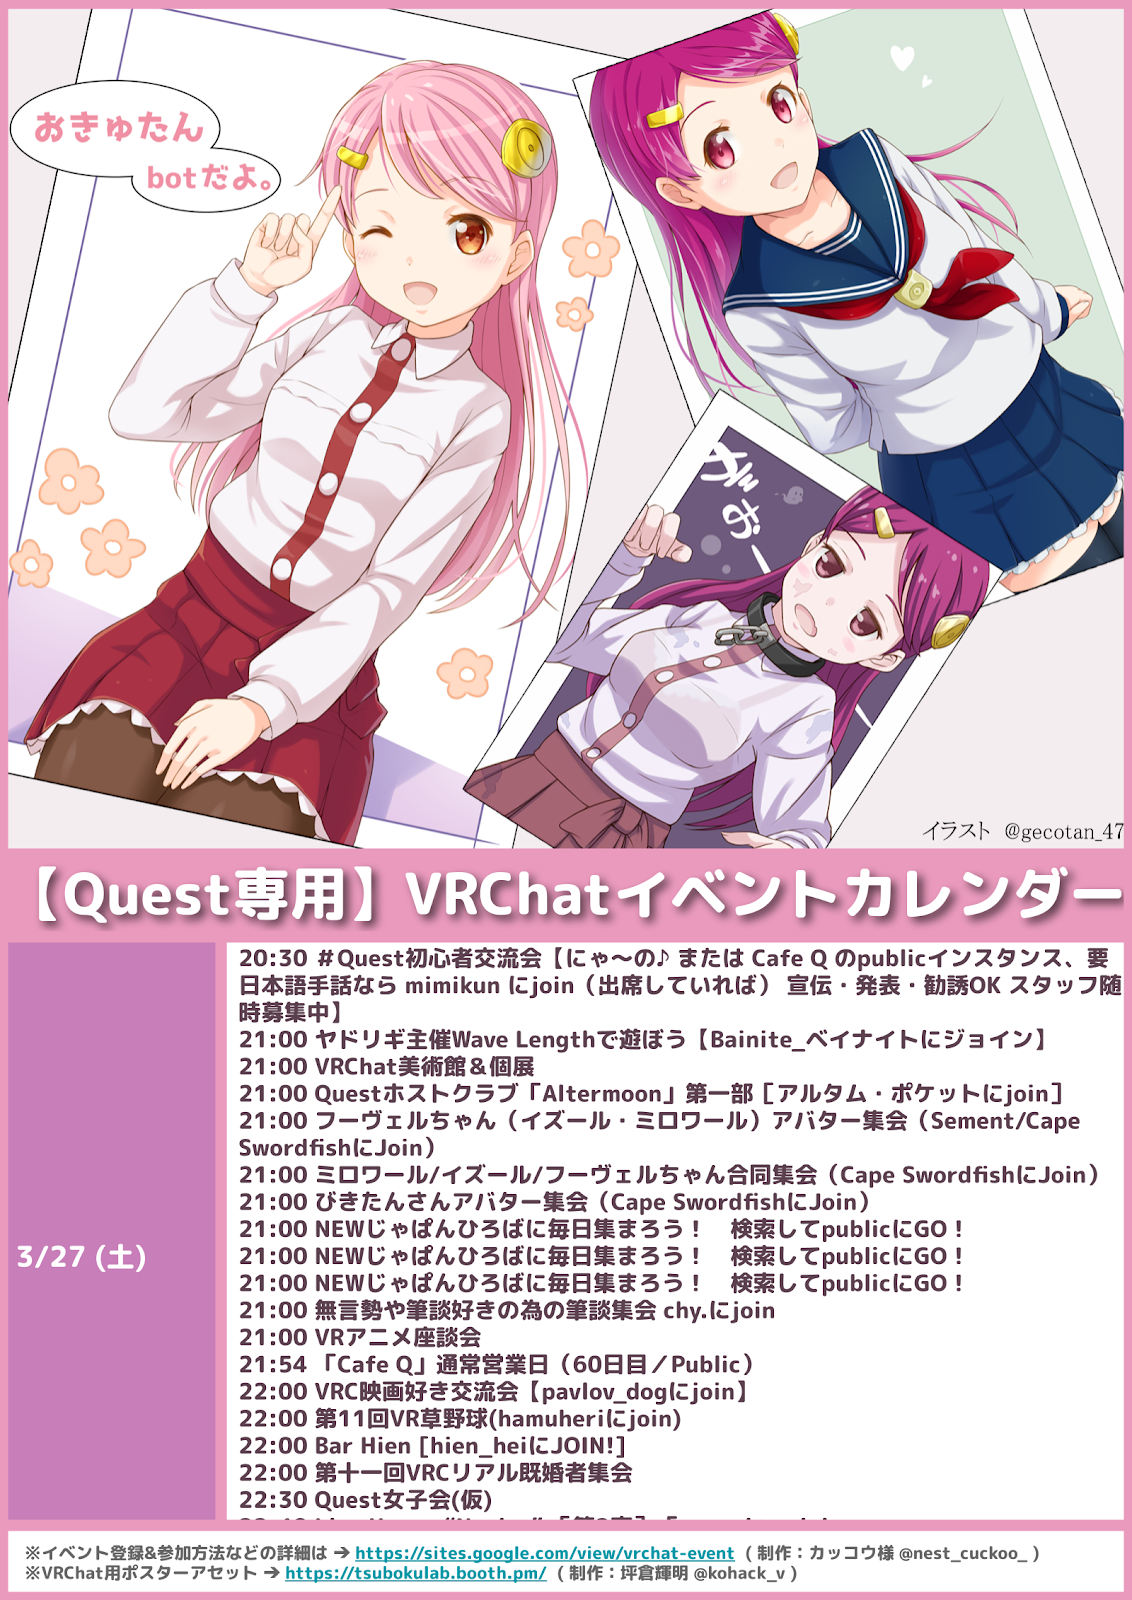 おきゅたん
botだよ。
がおー
イラスト @gecotan_47
【Quest専用】VRChatイベントカレンダー
3/27 (土)
20:30 #Quest初心者交流会【にゃ～の♪ または Cafe Q のpublicインスタンス、要
日本語手話なら mimikun にjoin（出席していれば） 宣伝・発表・勧誘OK スタッフ随
時募集中】
21:00 ヤドリギ主催Wave Lengthで遊ぼう【Bainite_ベイナイトにジョイン】
21:00 VRChat美術館＆個展
21:00 Questホストクラブ「AItermoon」第一部［アルタム・ポケットにjoin］
21:00 フーヴェルちゃん（イズール・ミロワール）アバター集会（Sement/Cape
SwordfishにJoin）
21:00 ミロワール/イズール/フーヴェルちゃん合同集会（Cape SwordfishにJoin）
21:00 びきたんさんアバター集会（Cape SwordfishにJoin）
21:00 NEWじゃぱんひろばに毎日集まろう！　検索してpublicにGO！
21:00 NEWじゃぱんひろばに毎日集まろう！　検索してpublicにGO！
21:00 NEWじゃぱんひろばに毎日集まろう！　検索してpublicにGO！
21:00 無言勢や筆談好きの為の筆談集会 chy.にjoin
21:00 VRアニメ座談会
21:54 「Cafe Q」通常営業日（60日目／Public）
22:00 VRC映画好き交流会【pavlov_dogにjoin】
22:00 第11回VR草野球(hamuheriにjoin)
22:00 Bar Hien [hien_heiにJOIN!]
22:00 第十一回VRCリアル既婚者集会
22:30 Quest女子会(仮)
※イベント登録&参加方法などの詳細は → https://sites.google.com/view/vrchat-event ( 制作：カッコウ様 @nest_cuckoo_ )
※VRChat用ポスターアセット → https://tsubokulab.booth.pm/ ( 制作：坪倉輝明 @kohack_v )